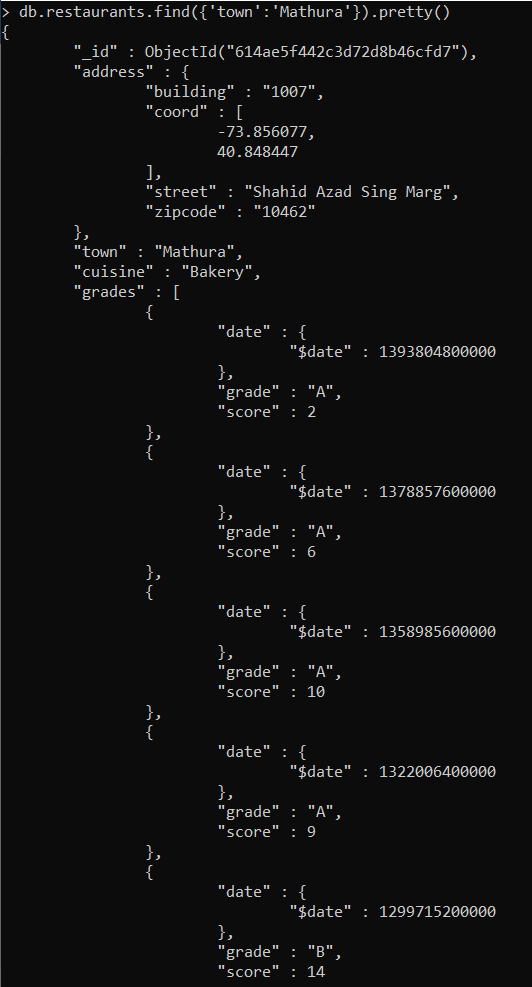 > db.restaurants.find({'town':'Mathura'}).pretty()
{
        "_id" : ObjectId("614ae5f442c3d72d8b46cfd7"),
        "address" : {
                "building" : "1007",
                "coord" : [
                        -73.856077,
                        40.848447
                ],
                "street" : "Shahid Azad Sing Marg",
                "zipcode" : "10462"
        },
        "town" : "Mathura",
        "cuisine" : "Bakery",
        "grades" : [
                {
                        "date" : {
                                "$date" : 1393804800000
                        },
                        "grade" : "A",
                        "score" : 2
                },
                {
                        "date" : {
                                "$date" : 1378857600000
                        },
                        "grade" : "A",
                        "score" : 6
                },
                {
                        "date" : {
                                "$date" : 1358985600000
                        },
                        "grade" : "A",
                        "score" : 10
                },
                {
                        "date" : {
                                "$date" : 1322006400000
                        },
                        "grade" : "A",
                        "score" : 9
                },
                {
                        "date" : {
                                "$date" : 1299715200000
                        },
                        "grade" : "B",
                        "score" : 14